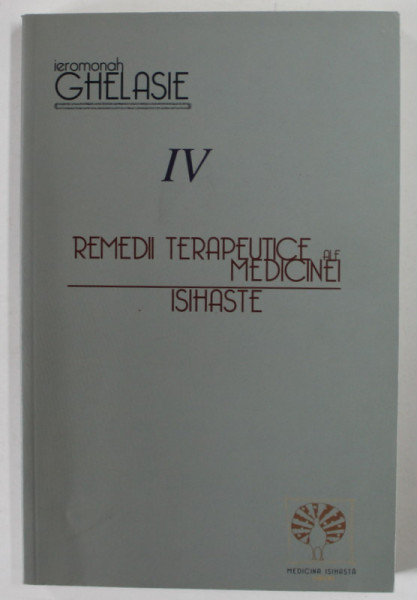 ieromonah
GHELASIE
IV
REMEDII TERAPEUTICE ALE
MEDICINEI
ISIHASTE
MEDICINA ISIHASTĂ